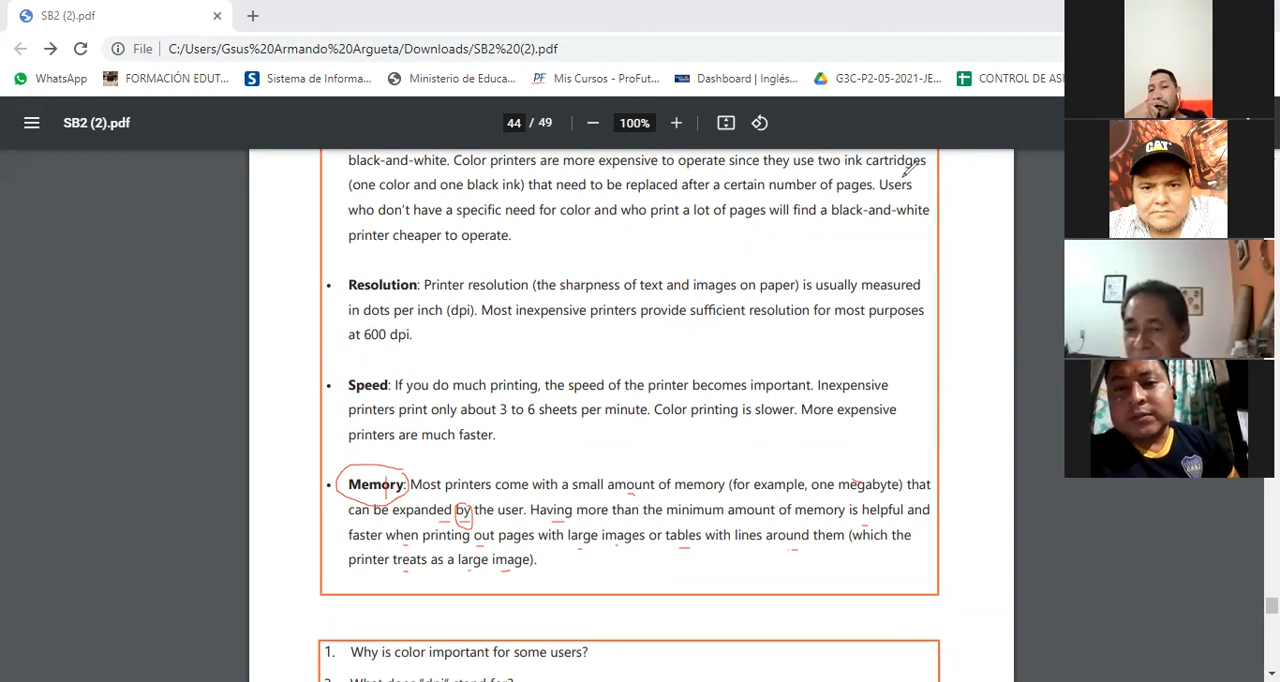 SB2 (2).pdf
File
C:/Users/Gsus%20Armando%20Argueta/Downloads/SB2%20(2).pdf
WhatsApp
FORMACIÓN EDUT...
S
Sistema de Informa...
Ministerio de Educa...
PF
Mis Cursos - ProFut...
Dashboard | Inglés...
G3C-P2-05-2021-JE...
CONTROL DE ASI
SB2 (2).pdf
44 / 49
100%
black-and-white. Color printers are more expensive to operate since they use two ink cartridges
(one color and one black ink) that need to be replaced after a certain number of pages. Users
who don't have a specific need for color and who print a lot of pages will find a black-and-white
printer cheaper to operate.
• Resolution: Printer resolution (the sharpness of text and images on paper) is usually measured
in dots per inch (dpi). Most inexpensive printers provide sufficient resolution for most purposes
at 600 dpi.
• Speed: If you do much printing, the speed of the printer becomes important. Inexpensive
printers print only about 3 to 6 sheets per minute. Color printing is slower. More expensive
printers are much faster.
• Memory: Most printers come with a small amount of memory (for example, one megabyte) that
can be expanded by the user. Having more than the minimum amount of memory is helpful and
faster when printing out pages with large images or tables with lines around them (which the
printer treats as a large image).
1. Why is color important for some users?
2. What does "dpi" stand for?
CAT